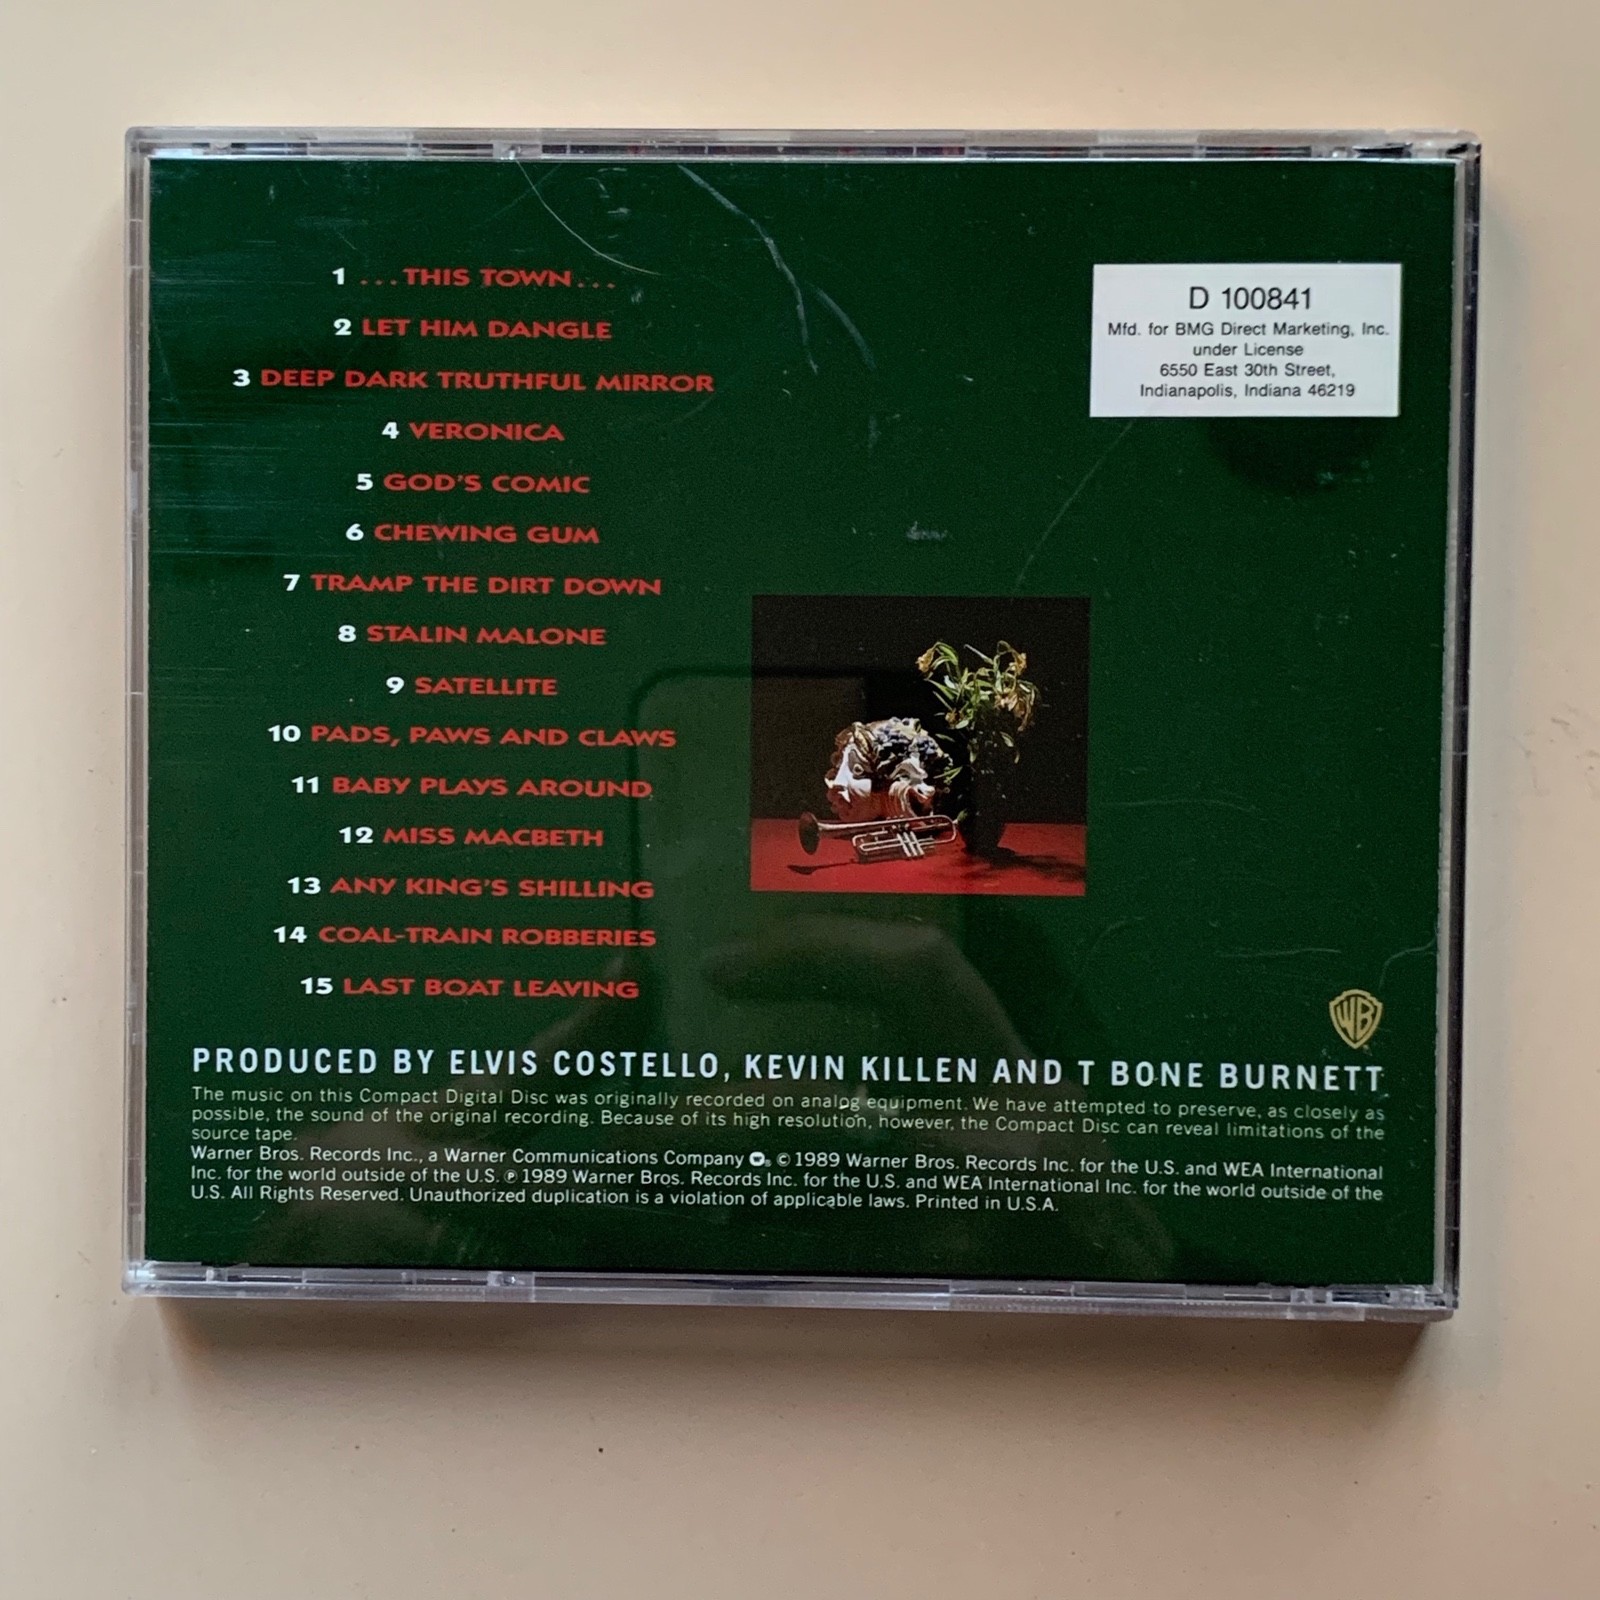 1 ...THIS TOWN...
2 LET HIM DANGLE
3 DEEP DARK TRUTHFUL MIRROR
4 VERONICA
5 GOD'S COMIC
6 CHEWING GUM
7 TRAMP THE DIRT DOWN
8 STALIN MALONE
9 SATELLITE
10 PADS, PAWS AND CLAWS
11 BABY PLAYS AROUND
12 MISS MACBETH
13 ANY KING'S SHILLING
14 COAL-TRAIN ROBBERIES
15 LAST BOAT LEAVING
D 100841
Mfd. for BMG Direct Marketing, Inc.
under License
6550 East 30th Street,
Indianapolis, Indiana 46219
WB
PRODUCED BY ELVIS COSTELLO, KEVIN KILLEN AND T BONE BURNETT
The music on this Compact Digital Disc was originally recorded on analog equipment. We have attempted to preserve, as closely as
possible, the sound of the original recording. Because of its high resolution, however, the Compact Disc can reveal limitations of the
source tape.
Warner Bros. Records Inc., a Warner Communications Company ® © 1989 Warner Bros. Records Inc. for the U.S. and WEA International
Inc. for the world outside of the U.S. ℗ 1989 Warner Bros. Records Inc. for the U.S. and WEA International Inc. for the world outside of the
U.S. All Rights Reserved. Unauthorized duplication is a violation of applicable laws. Printed in U.S.A.